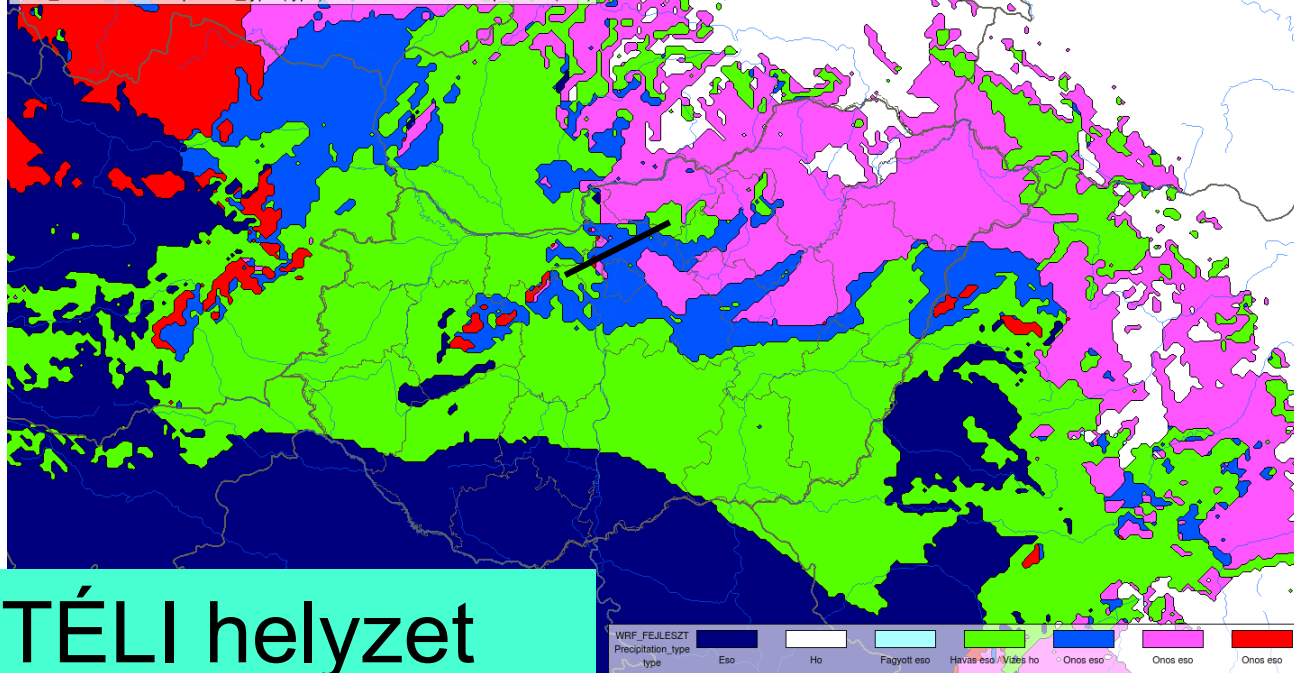 TÉLI helyzet
WRF_FEJLESZT
Precipitation_type
type
Eso
Ho
Fagyott eso
Havas eso / Vizes ho
Onos eso
Onos eso
Onos eso